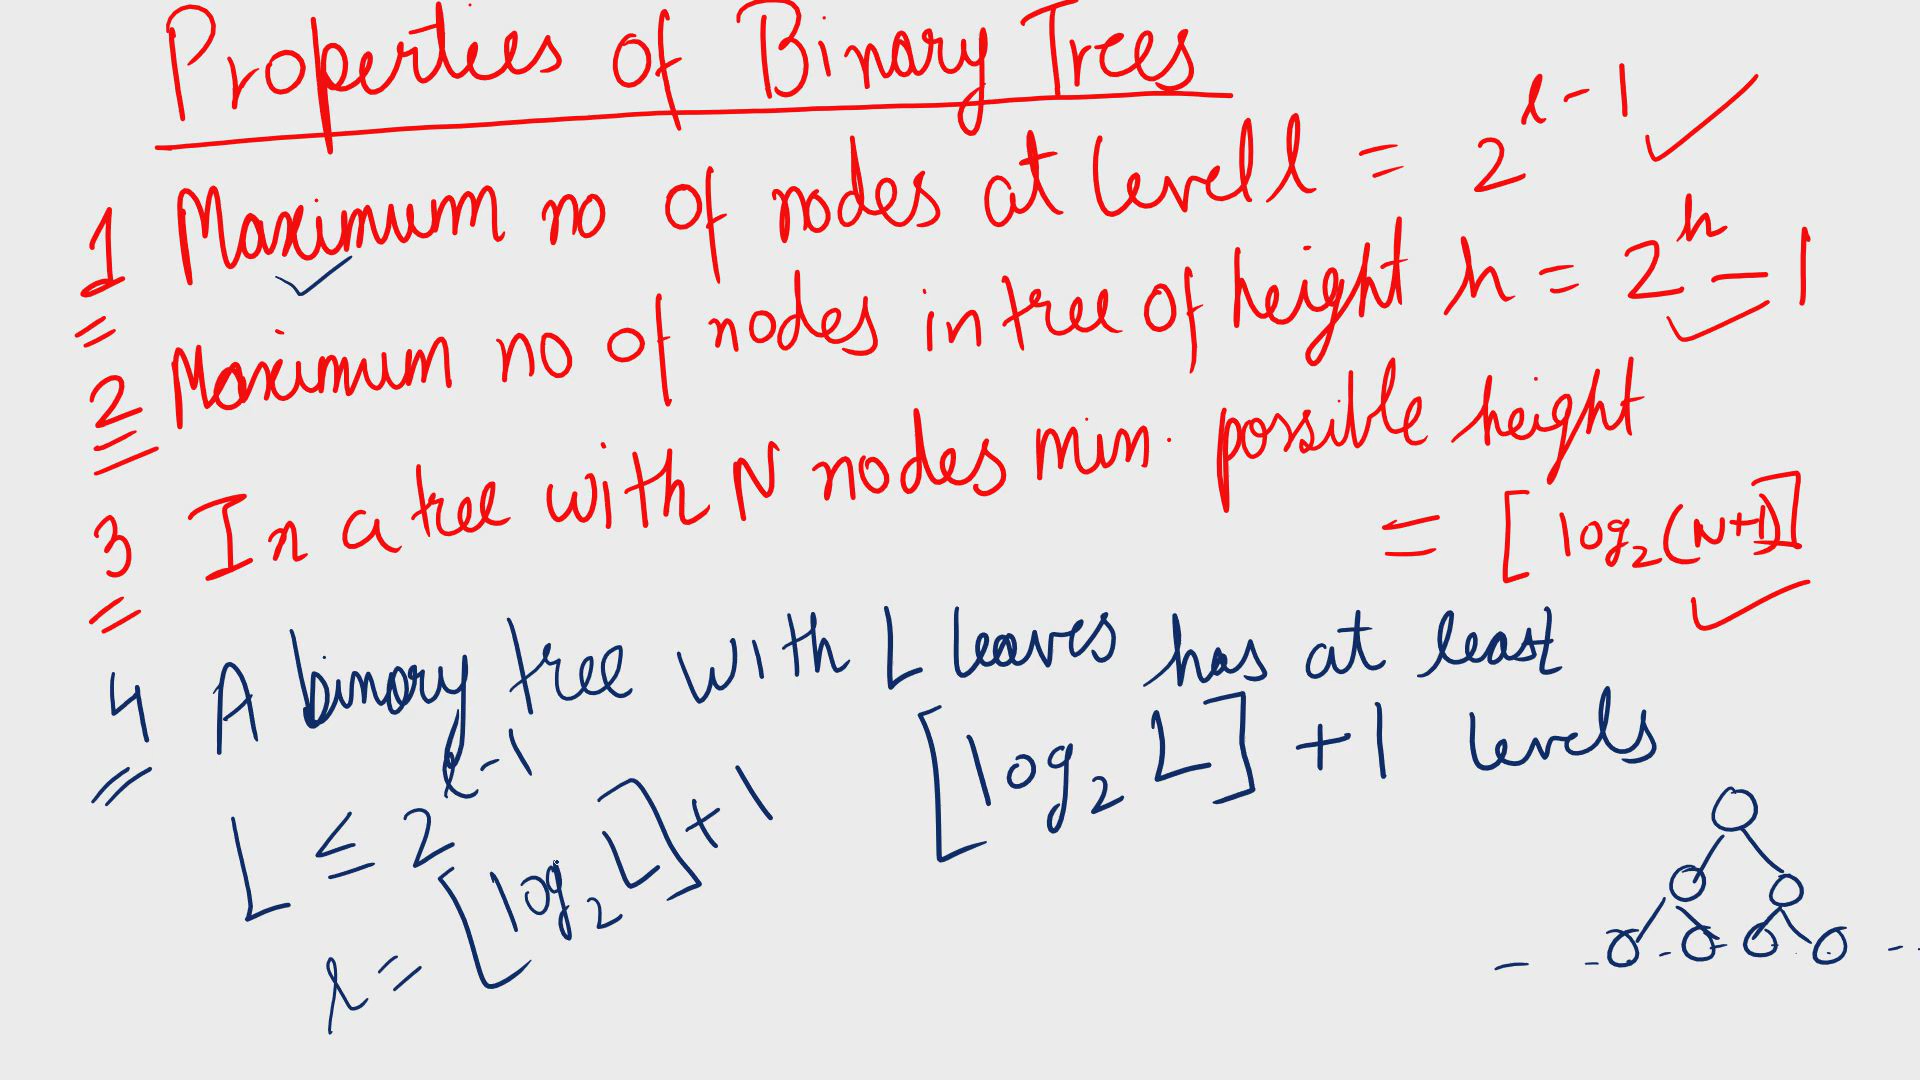 Properties of Binary Trees
1 Maximum no of nodes at level l = 2^(l-1)
2 Maximum no of nodes in tree of height h = 2^h - 1
3 In a tree with N nodes min. possible height
= [log₂(N+1)]
4 A binary tree with L leaves has at least
[log₂ L] + 1 levels
L ≤ 2^(l-1)
l = [log₂ L] + 1